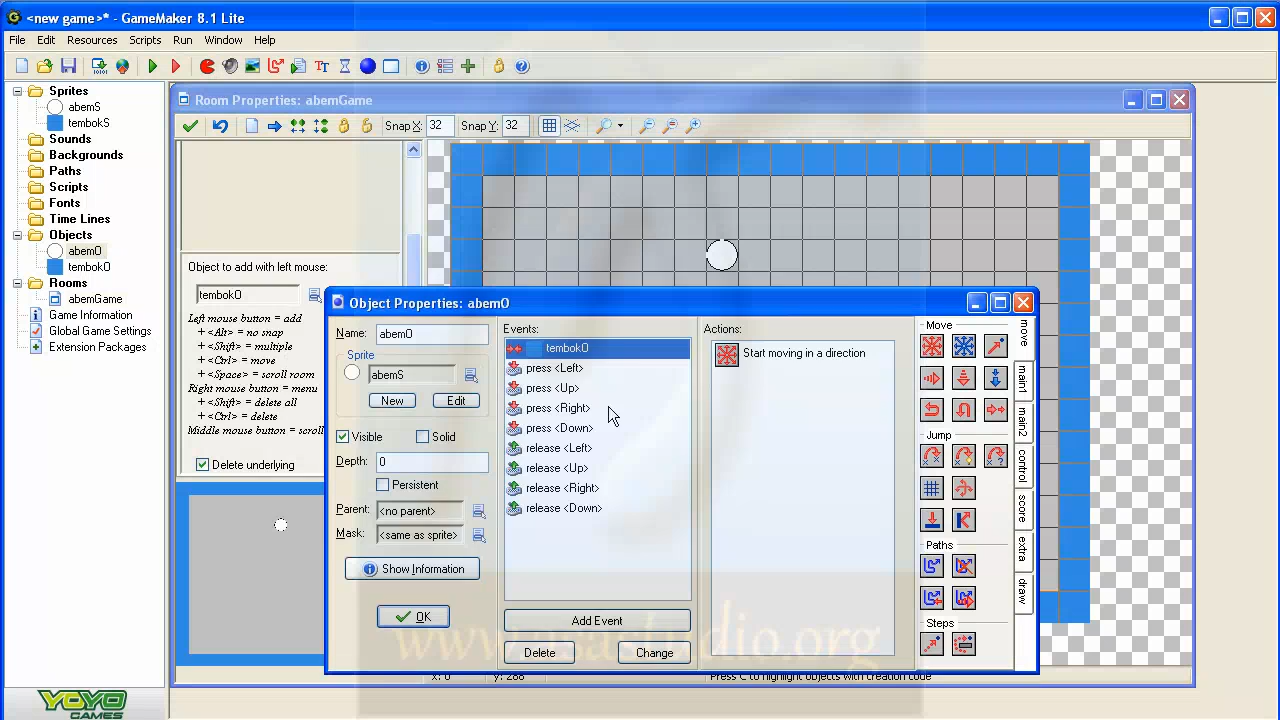 <new game>* - GameMaker 8.1 Lite
File Edit Resources Scripts Run Window Help
Sprites
abemS
tembokS
Sounds
Backgrounds
Paths
Scripts
Fonts
Time Lines
Objects
abemO
tembokO
Rooms
abemGame
Game Information
Global Game Settings
Extension Packages
YOYO
GAMES
Room Properties: abemGame
Snap X: 32 Snap Y: 32
Object to add with left mouse:
tembokO
Left mouse button = add
+ <Alt> = no snap
+ <Shift> = multiple
+ <Ctrl> = move
+ <Space> = scroll room
Right mouse button = menu
+ <Shift> = delete all
+ <Ctrl> = delete
Middle mouse button = scroll
Delete underlying
Object Properties: abemO
Name: abemO
Sprite
abemS
New Edit
Visible Solid
Depth: 0
Persistent
Parent: <no parent>
Mask: <same as sprite>
Show Information
OK
Events:
tembokO
press <Left>
press <Up>
press <Right>
press <Down>
release <Left>
release <Up>
release <Right>
release <Down>
Add Event
Delete Change
Actions:
Start moving in a direction
Move
Jump
Paths
Steps
move
main1
main2
control
score
extra
draw
x: 0 y: 288 Press C to highlight objects with creation code